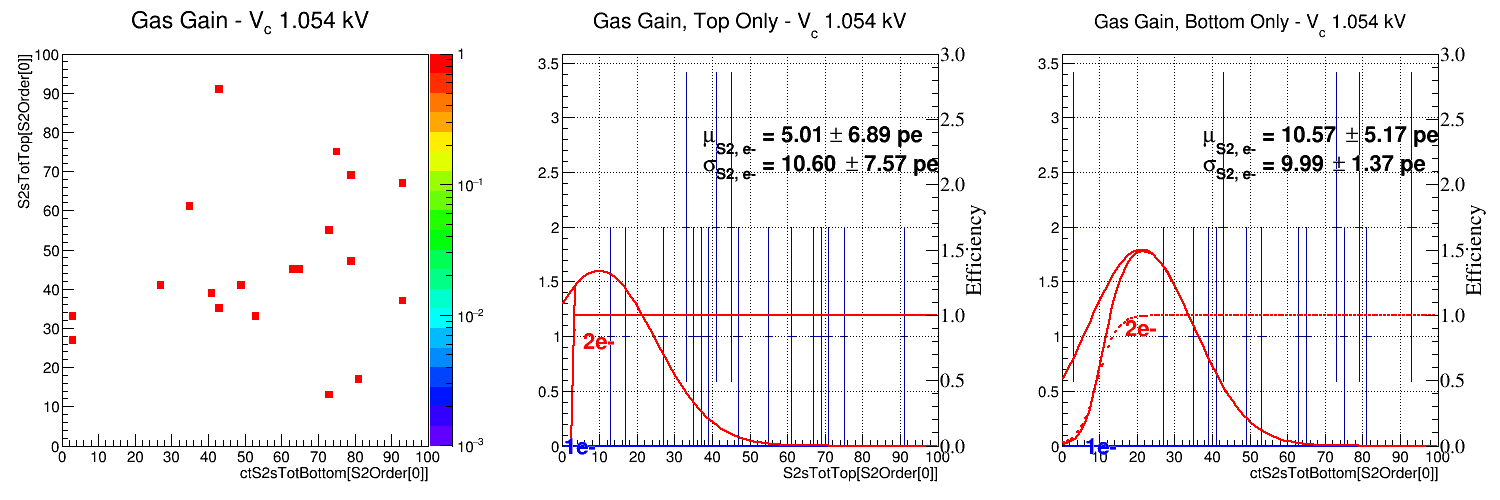 Gas Gain - Vc 1.054 kV
S2sTotTop[S2Order[0]]
100
90
80
70
60
50
40
30
20
10
0
0 10 20 30 40 50 60 70 80 90 100
ctS2sTotBottom[S2Order[0]]
1
10−1
10−2
10−3
Gas Gain, Top Only - Vc 1.054 kV
3.5
3
2.5
2
1.5
1
0.5
0
μS2, e- = 5.01 ± 6.89 pe
σS2, e- = 10.60 ± 7.57 pe
2e-
1e-
0 10 20 30 40 50 60 70 80 90 100
S2sTotTop[S2Order[0]]
3.0
2.5
2.0
1.5
1.0
0.5
0.0
Efficiency
Gas Gain, Bottom Only - Vc 1.054 kV
3.5
3
2.5
2
1.5
1
0.5
0
μS2, e- = 10.57 ± 5.17 pe
σS2, e- = 9.99 ± 1.37 pe
2e-
1e-
0 10 20 30 40 50 60 70 80 90 100
ctS2sTotBottom[S2Order[0]]
3.0
2.5
2.0
1.5
1.0
0.5
0.0
Efficiency